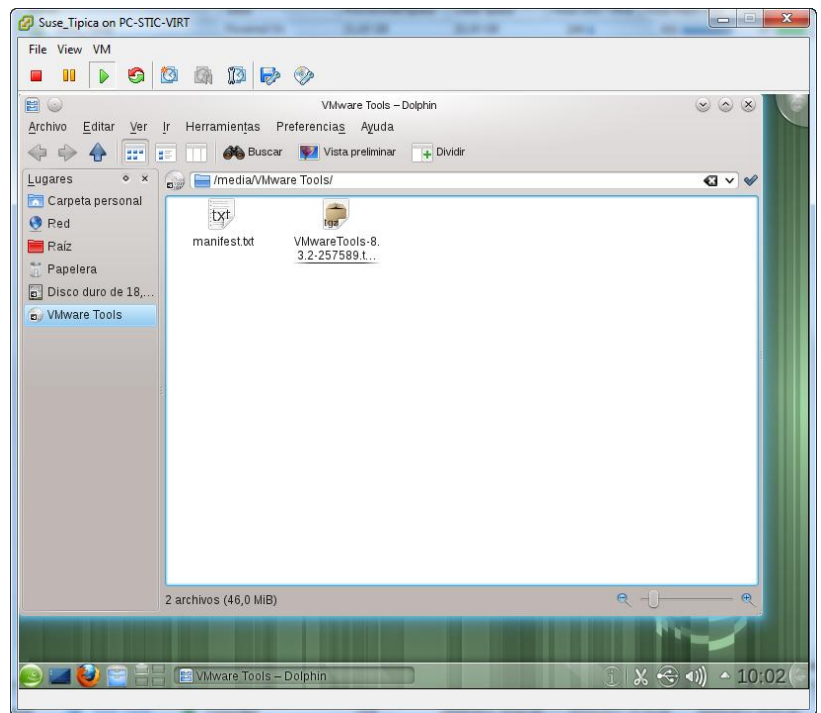 Suse_Tipica on PC-STIC-VIRT
File View VM
VMware Tools – Dolphin
Archivo Editar Ver Ir Herramientas Preferencias Ayuda
Buscar Vista preliminar Dividir
Lugares
/media/VMware Tools/
Carpeta personal
Red
Raíz
Papelera
Disco duro de 18,...
VMware Tools
txt
tgz
manifest.txt
VMwareTools-8.
3.2-257589.t...
2 archivos (46,0 MiB)
VMware Tools – Dolphin
10:02